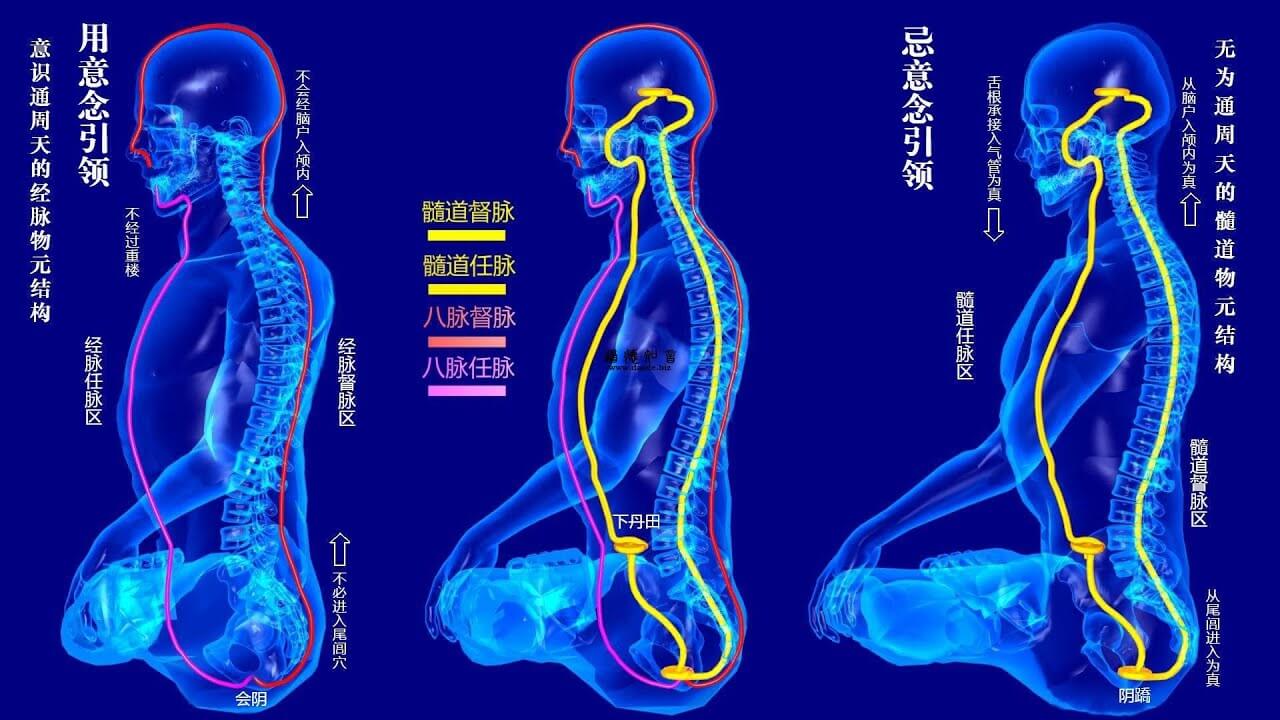 意识通周天的经脉物元结构
用意念引领
不会经脑户入颅内
不经过重楼
经脉任脉区
经脉督脉区
不必进入尾闾穴
会阴
髓道督脉
髓道任脉
八脉督脉
八脉任脉
www.daode.biz
下丹田
忌意念引领
舌根承接入气管为真
从脑户入颅内为真
无为通周天的髓道物元结构
髓道任脉区
髓道督脉区
从尾闾进入为真
阴蹻